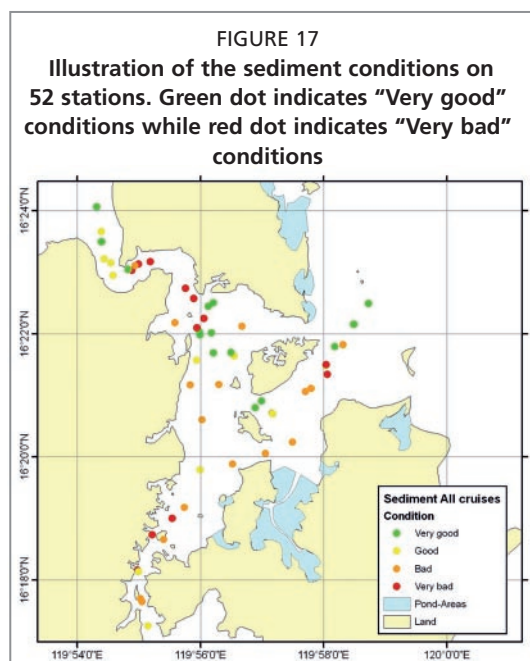 FIGURE 17
Illustration of the sediment conditions on
52 stations. Green dot indicates “Very good”
conditions while red dot indicates “Very bad”
conditions
16°24'0"N
16°22'0"N
16°20'0"N
16°18'0"N
Sediment All cruises
Condition
Very good
Good
Bad
Very bad
Pond-Areas
Land
119°54'0"E
119°56'0"E
119°58'0"E
120°0'0"E